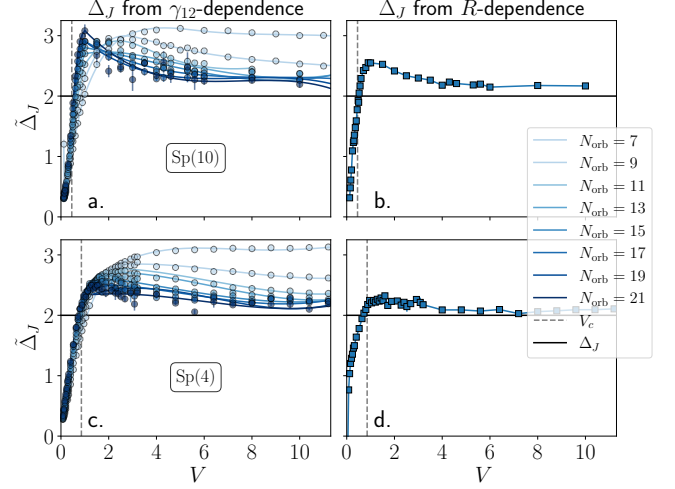 Δ_J from γ_12-dependence
Δ_J from R-dependence
3
2
1
0
Δ̃_J
Sp(10)
a.
b.
3
2
1
0
Δ̃_J
Sp(4)
c.
d.
0 2 4 6 8 10
V
0 2 4 6 8 10
V
N_orb = 7
N_orb = 9
N_orb = 11
N_orb = 13
N_orb = 15
N_orb = 17
N_orb = 19
N_orb = 21
V_c
Δ_J